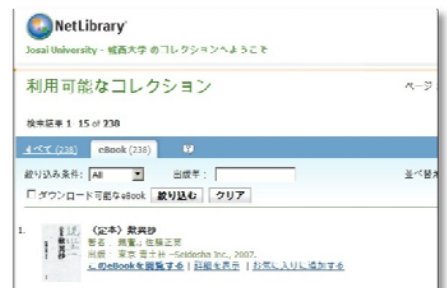 NetLibrary
Josai University - 城西大学 のコレクションへようこそ
利用可能なコレクション
ページ
検索結果 1- 15 of 238
すべて (238) eBook (238)
絞り込み条件: All 出版年:
並べ替え
ダウンロード可能なeBook 絞り込む クリア
1.
《定本》歎異抄
著者: 親鸞; 佐藤正英
出版: 東京 青土社 -Seidosha Inc., 2007.
このeBookを閲覧する | 詳細を表示 | お気に入りに追加する